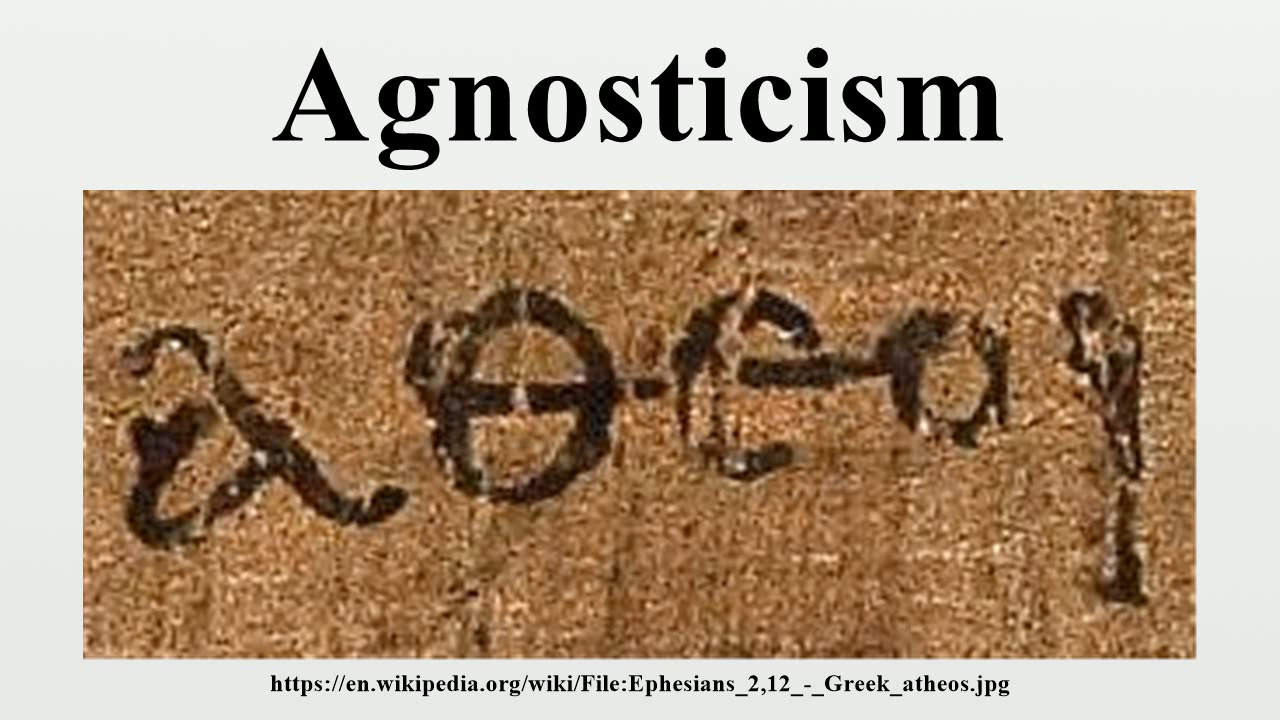 Agnosticism
αθεοι
https://en.wikipedia.org/wiki/File:Ephesians_2,12_-_Greek_atheos.jpg